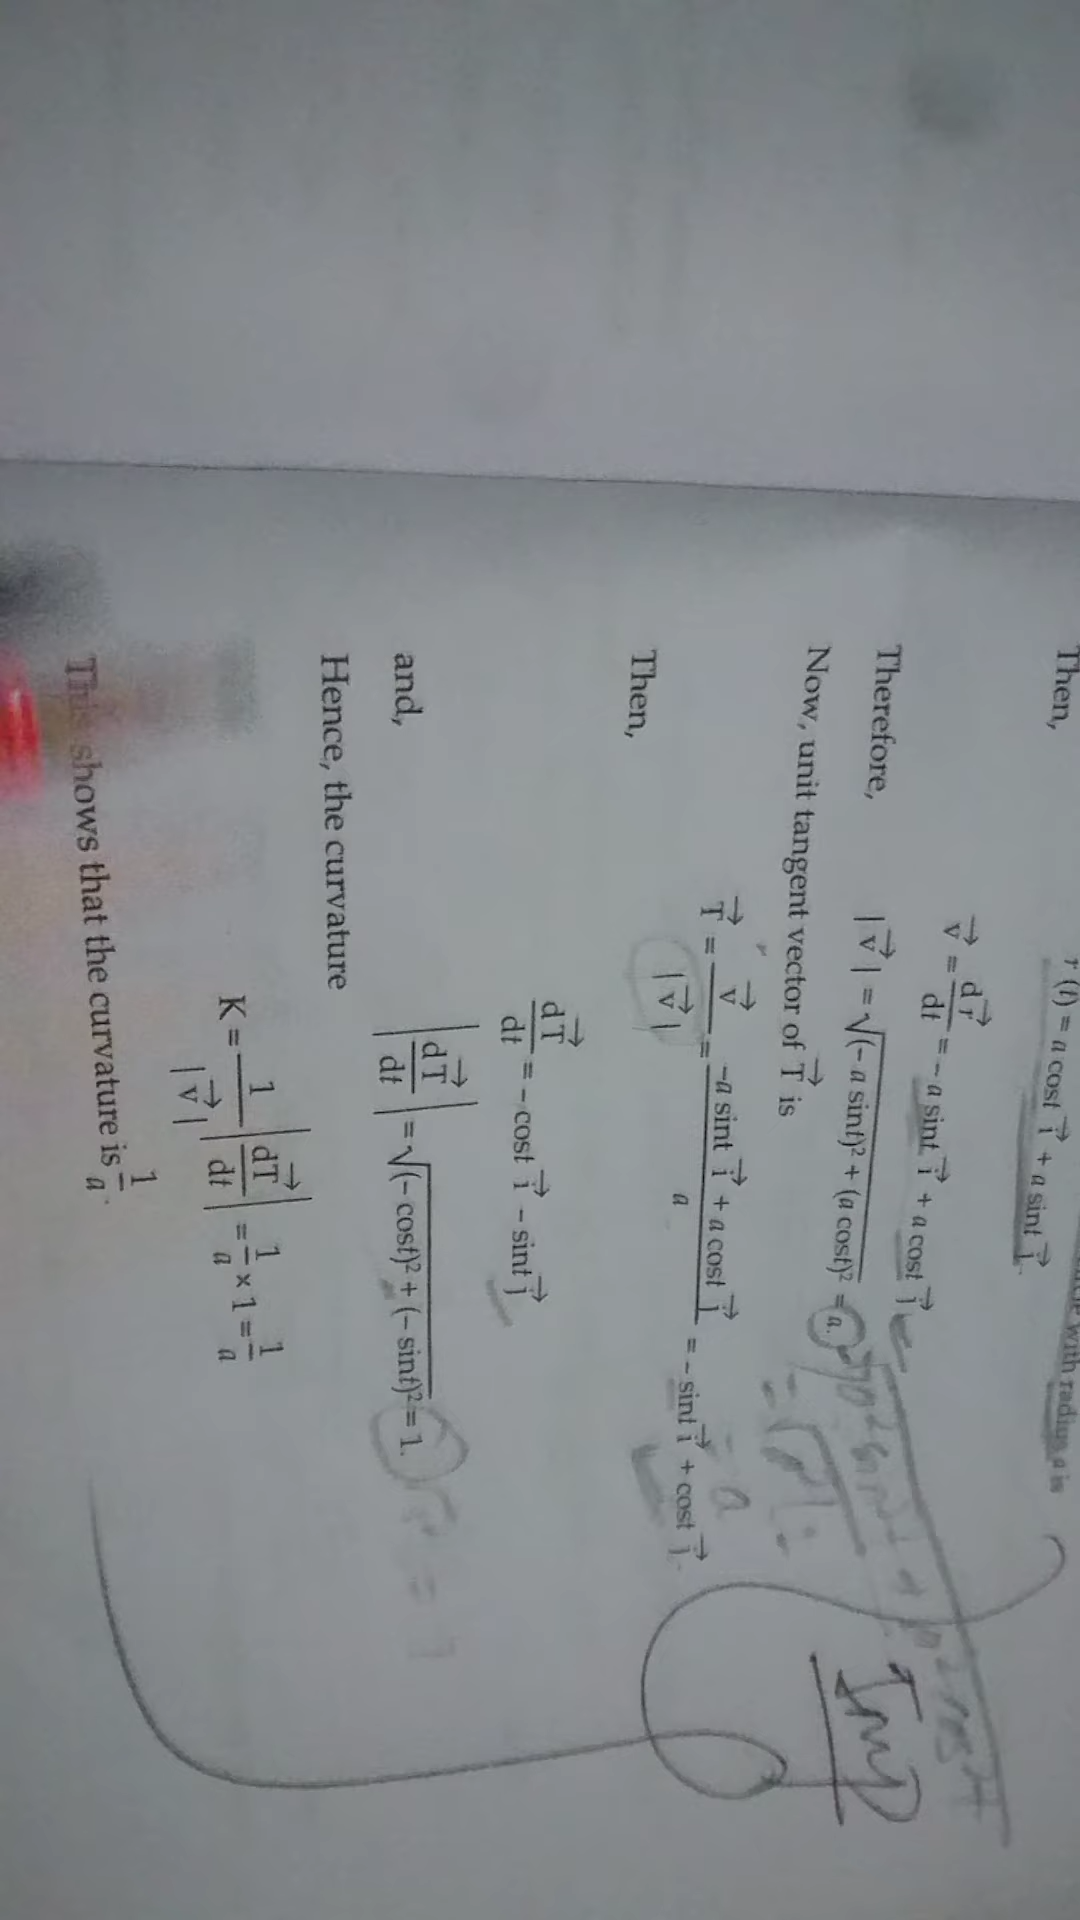 with radius a is
r (t) = a cost i⃗ + a sint j⃗.
Then,
v⃗ = dr⃗/dt = - a sint i⃗ + a cost j⃗
Therefore, |v⃗| = √(- a sint)² + (a cost)² = a.
Now, unit tangent vector of T⃗ is
T⃗ = v⃗/|v⃗| = -a sint i⃗ + a cost j⃗/a = - sint i⃗ + cost j⃗.
Then,
dT⃗/dt = - cost i⃗ - sint j⃗
and, |dT⃗/dt| = √(- cost)² + (- sint)² = 1.
Hence, the curvature
K = 1/|v⃗| |dT⃗/dt| = 1/a × 1 = 1/a
This shows that the curvature is 1/a.
Imp